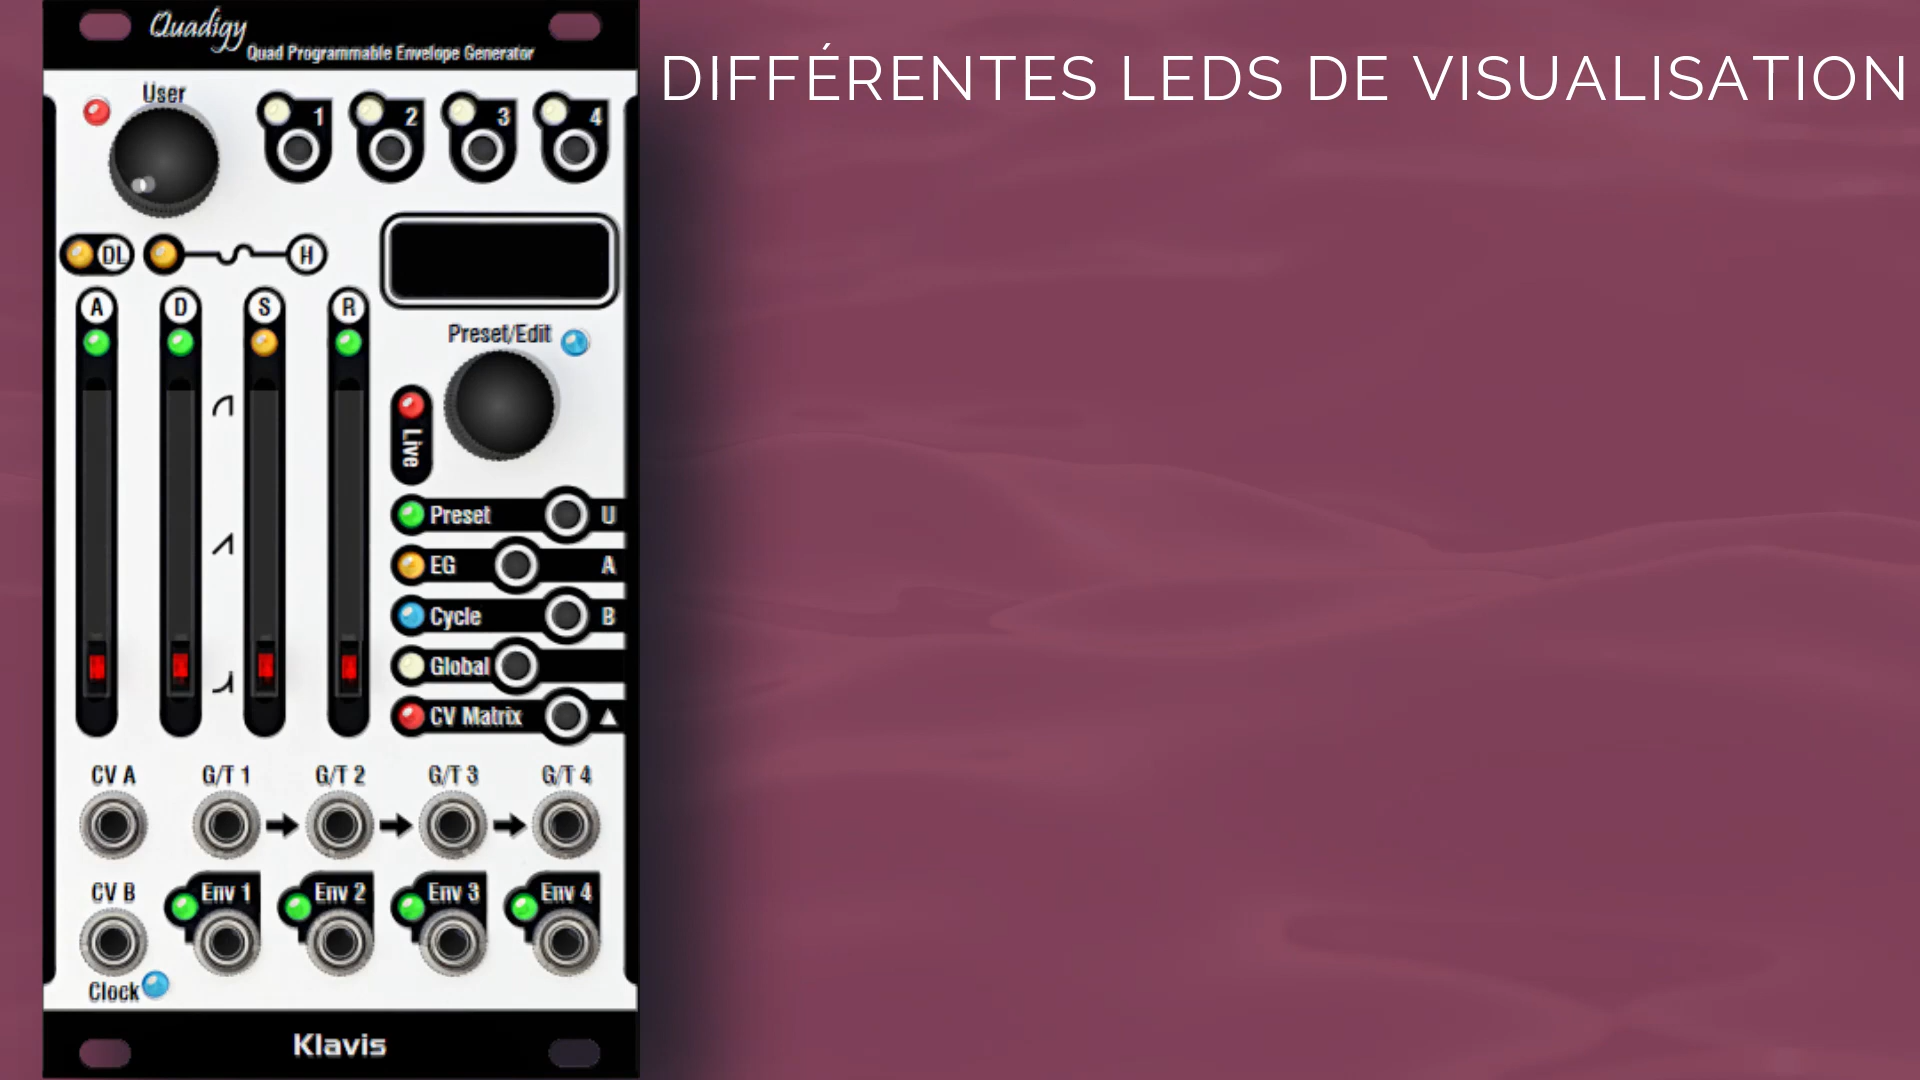 Quadigy
Quad Programmable Envelope Generator
DIFFÉRENTES LEDS DE VISUALISATION
User
1
2
3
4
DL
H
A
D
S
R
Preset/Edit
Live
Preset
U
EG
A
Cycle
B
Global
CV Matrix
CV A
G/T 1
G/T 2
G/T 3
G/T 4
CV B
Env 1
Env 2
Env 3
Env 4
Clock
Klavis